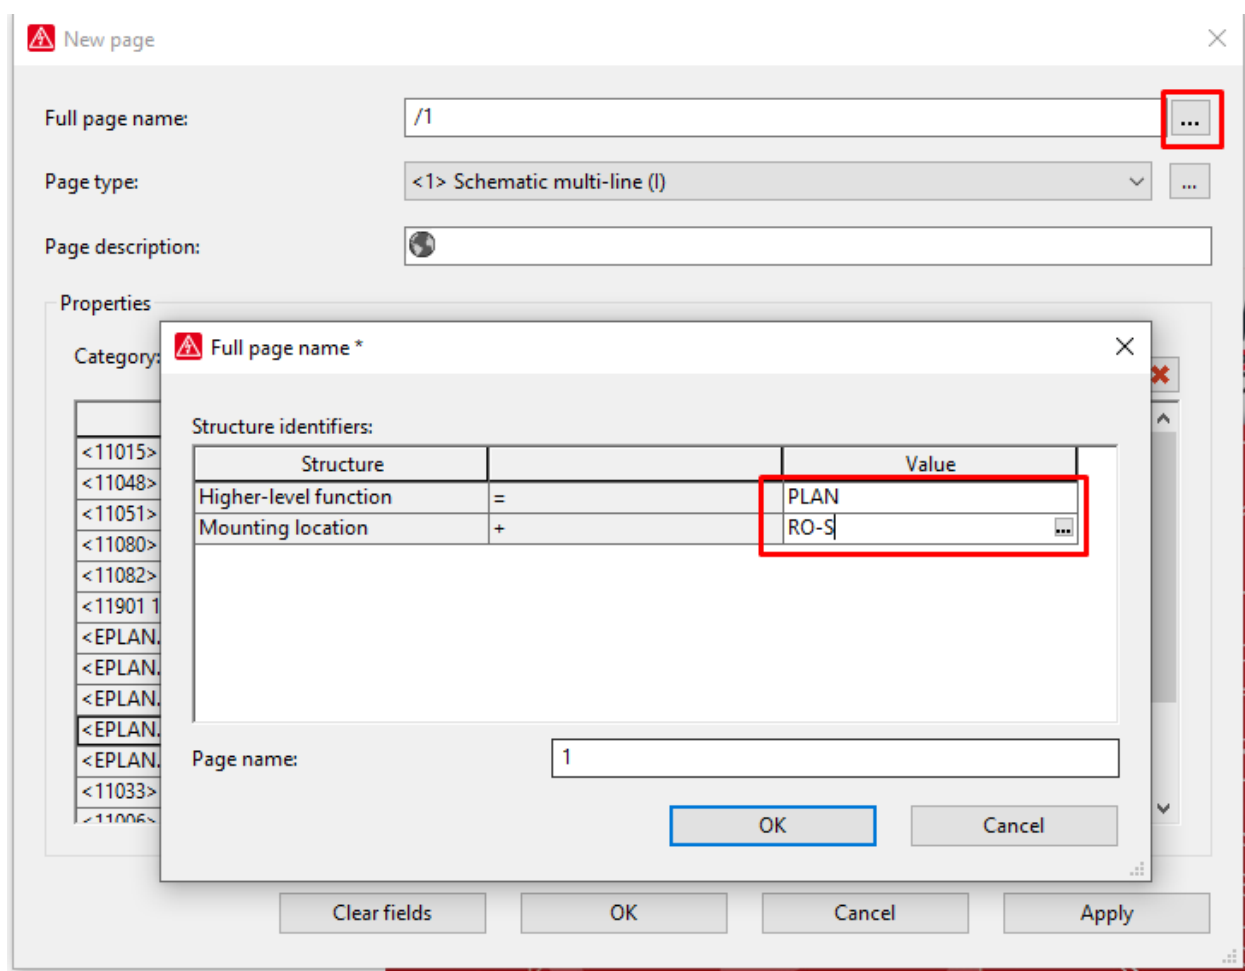 New page
Full page name:
/1
...
Page type:
<1> Schematic multi-line (I)
...
Page description:
Properties
Category:
<11015>
<11048>
<11051>
<11080>
<11082>
<11901 1
<EPLAN.
<EPLAN.
<EPLAN.
<EPLAN.
<EPLAN.
<11033>
<11006>
Full page name *
Structure identifiers:
Structure Value
Higher-level function = PLAN
Mounting location + RO-S ...
Page name:
1
OK Cancel
Clear fields OK Cancel Apply